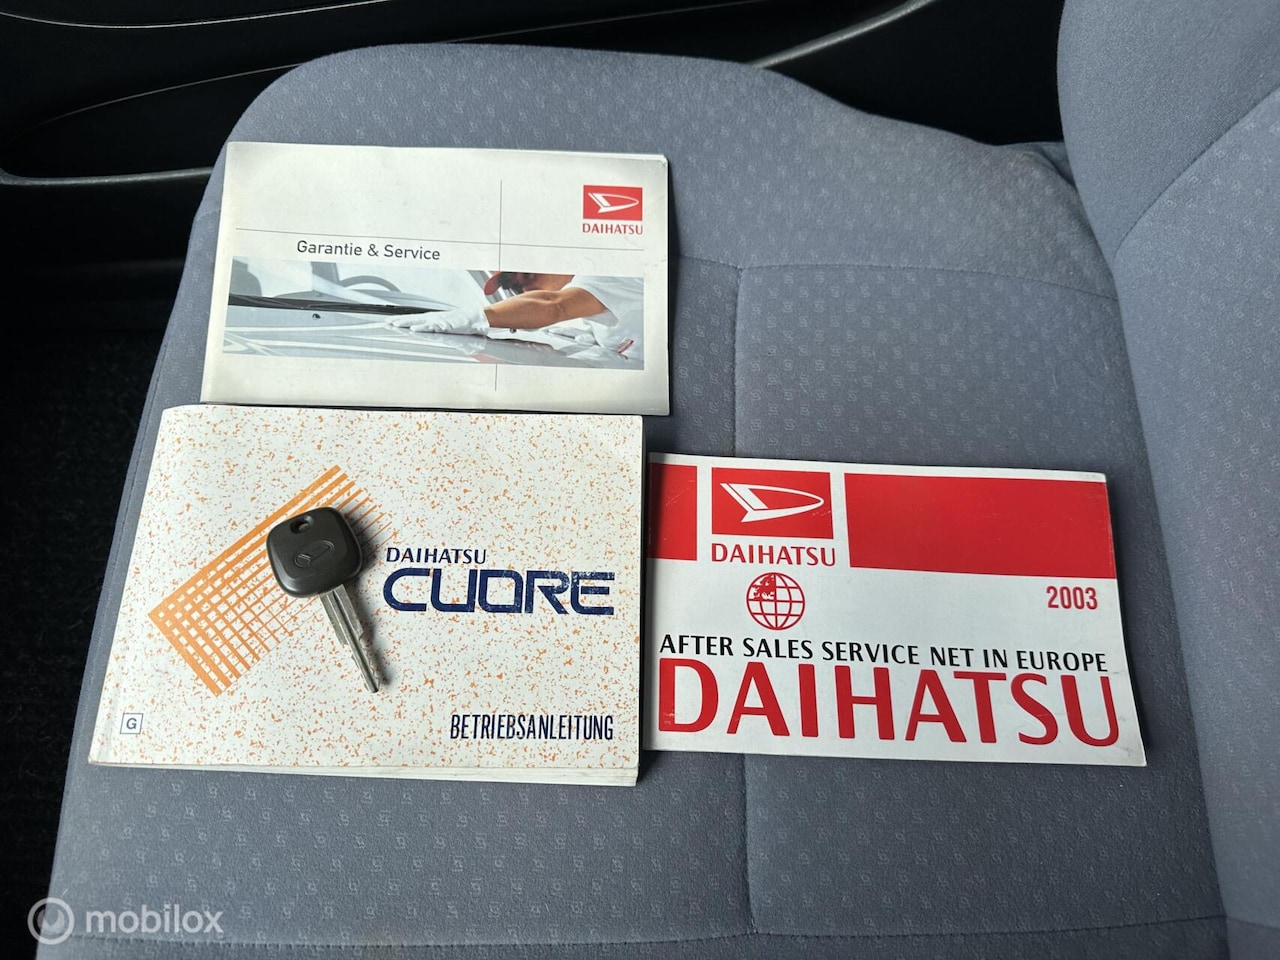 DAIHATSU
Garantie & Service
DAIHATSU
CUORE
G
BETRIEBSANLEITUNG
DAIHATSU
2003
AFTER SALES SERVICE NET IN EUROPE
DAIHATSU
mobilox